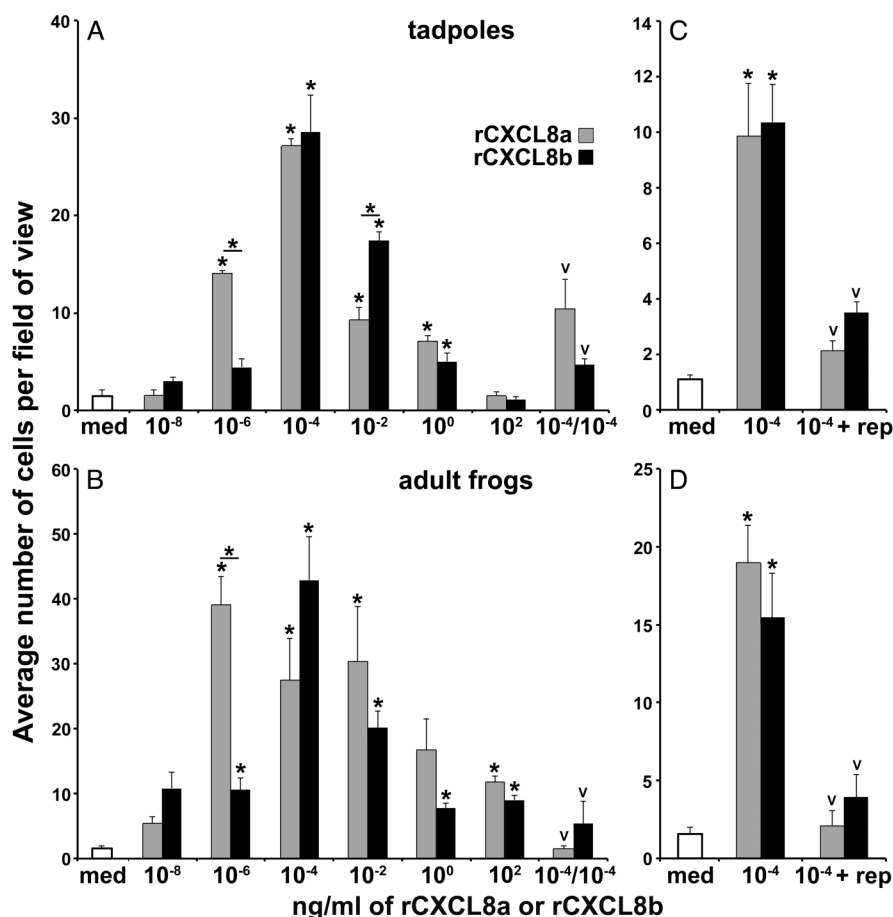 Average number of cells per field of view
A
tadpoles
40
30
20
10
0
rCXCL8a
rCXCL8b
*
*
*
*
*
*
*
*
*
v
v
med 10⁻⁸ 10⁻⁶ 10⁻⁴ 10⁻² 10⁰ 10² 10⁻⁴/10⁻⁴
C
14
12
10
8
6
4
2
0
* *
v v
med 10⁻⁴ 10⁻⁴ + rep
B
adult frogs
60
50
40
30
20
10
0
*
*
*
*
*
*
*
*
*
*
v
v
med 10⁻⁸ 10⁻⁶ 10⁻⁴ 10⁻² 10⁰ 10² 10⁻⁴/10⁻⁴
D
25
20
15
10
5
0
*
*
v
v
med 10⁻⁴ 10⁻⁴ + rep
ng/ml of rCXCL8a or rCXCL8b